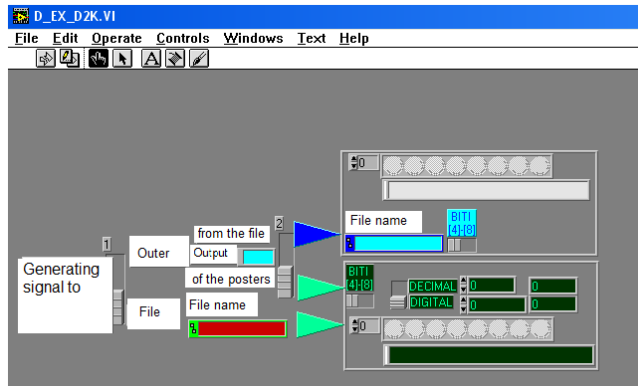 D_EX_D2K.VI
File Edit Operate Controls Windows Text Help
A
0
2
from the file
File name
BITI
[4]-[8]
1
Outer
Output
Generating
signal to
of the posters
BITI
[4]-[8]
DECIMAL 0 0
DIGITAL 0 0
File
File name
0